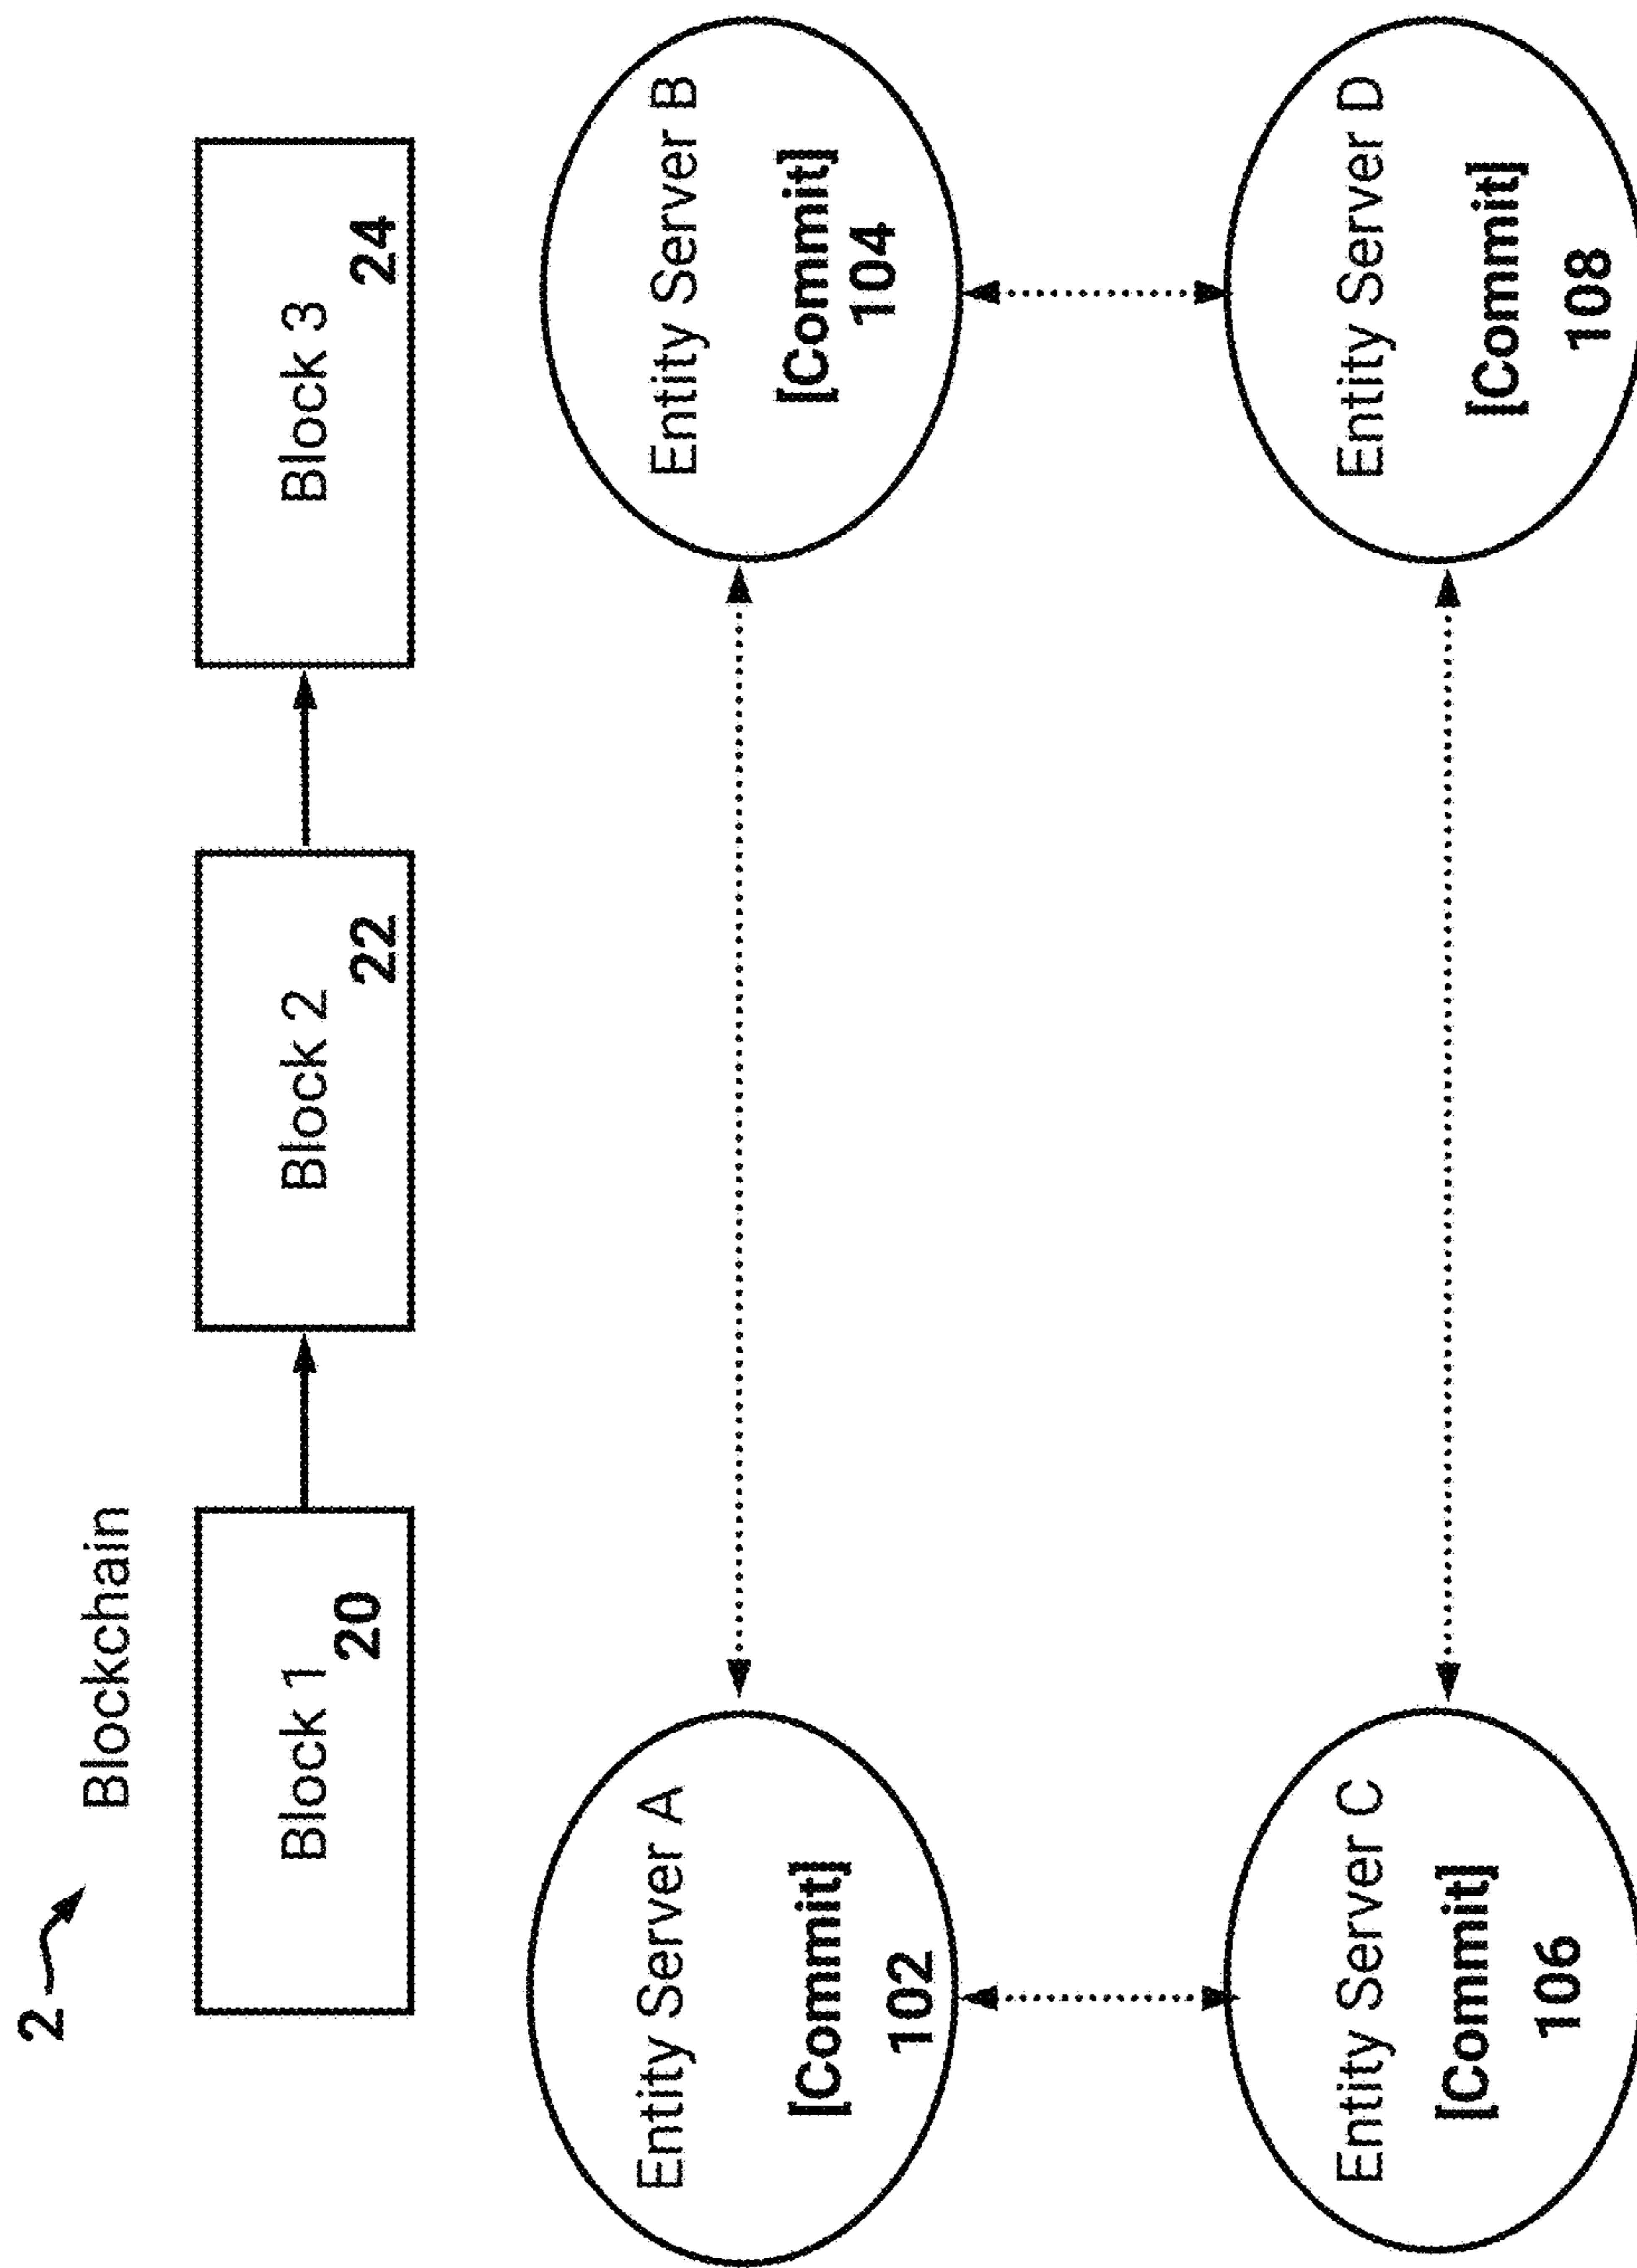 2
Blockchain
Block 1
20
Block 2
22
Block 3
24
Entity Server A
[Commit]
102
Entity Server B
[Commit]
104
Entity Server C
[Commit]
106
Entity Server D
[Commit]
108